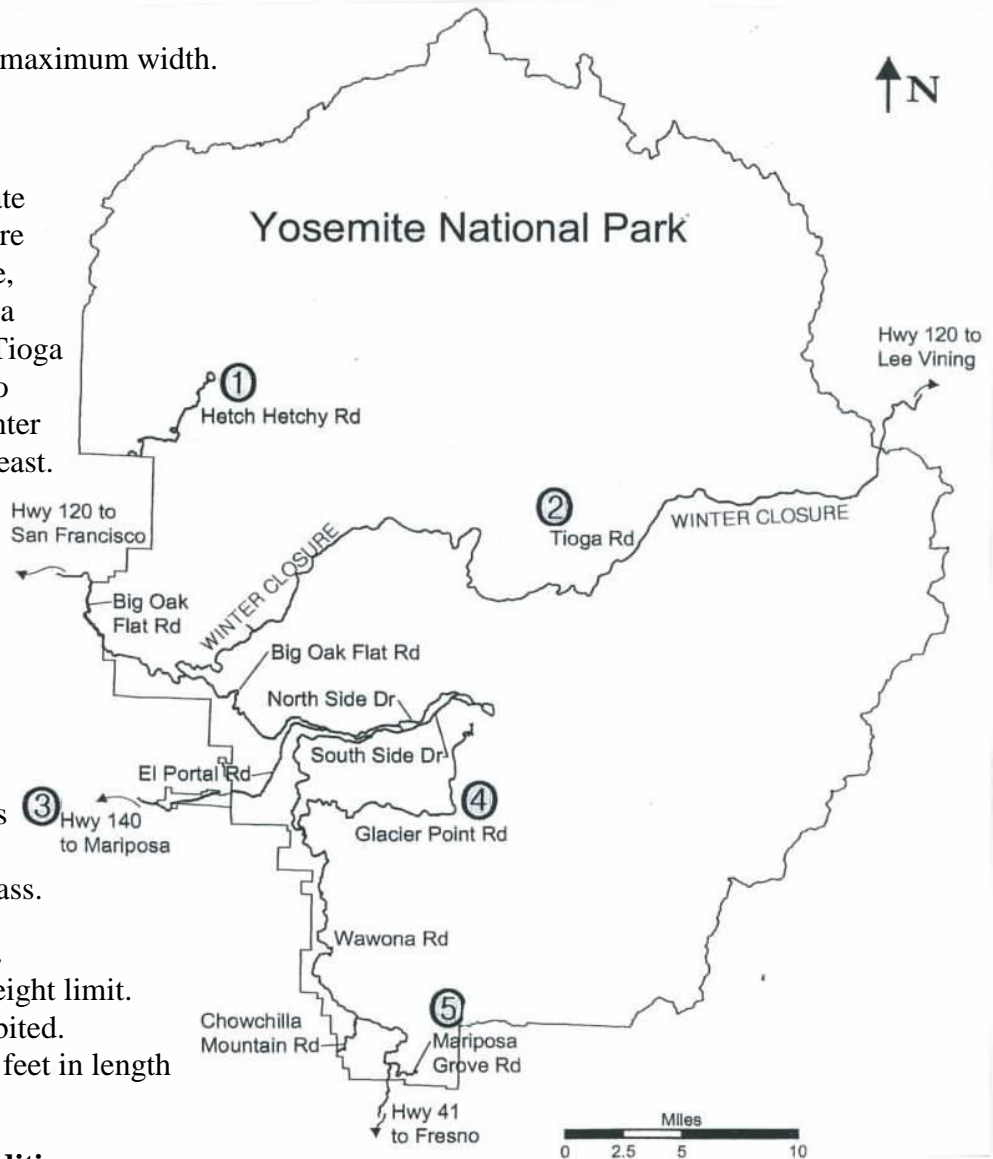 maximum width.
ate
re
e,
a
Tioga
o
nter
east.
s
ass.
.
eight limit.
bited.
feet in length
N
Yosemite National Park
Hwy 120 to
Lee Vining
1
Hetch Hetchy Rd
2
Tioga Rd
WINTER CLOSURE
Hwy 120 to
San Francisco
WINTER CLOSURE
Big Oak
Flat Rd
Big Oak Flat Rd
North Side Dr
South Side Dr
El Portal Rd
3
Hwy 140
to Mariposa
4
Glacier Point Rd
Wawona Rd
5
Chowchilla
Mountain Rd
Mariposa
Grove Rd
Hwy 41
to Fresno
Miles
0 2.5 5 10